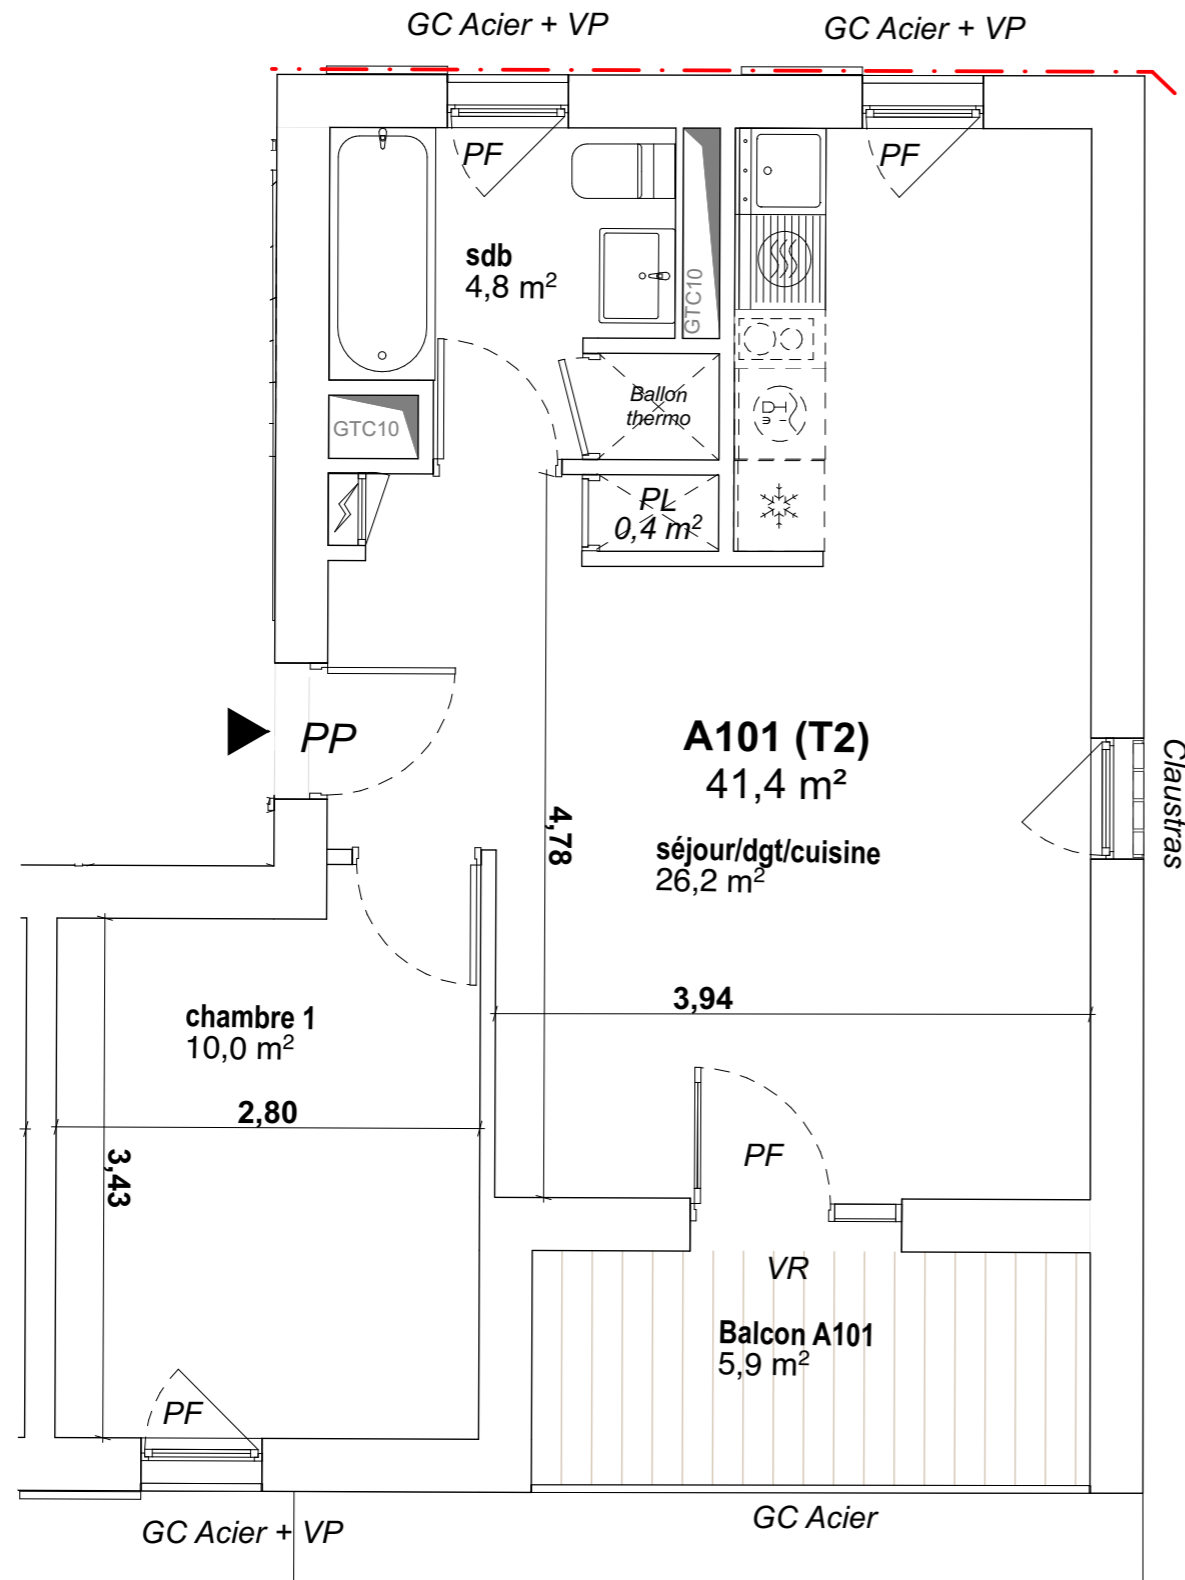 GC Acier + VP
GC Acier + VP
PF
PF
sdb
4,8 m²
GTC10
Ballon
thermo
GTC10
PL
0,4 m²
PP
A101 (T2)
41,4 m²
Claustras
4,78
séjour/dgt/cuisine
26,2 m²
3,94
chambre 1
10,0 m²
2,80
3,43
PF
VR
Balcon A101
5,9 m²
PF
GC Acier + VP
GC Acier